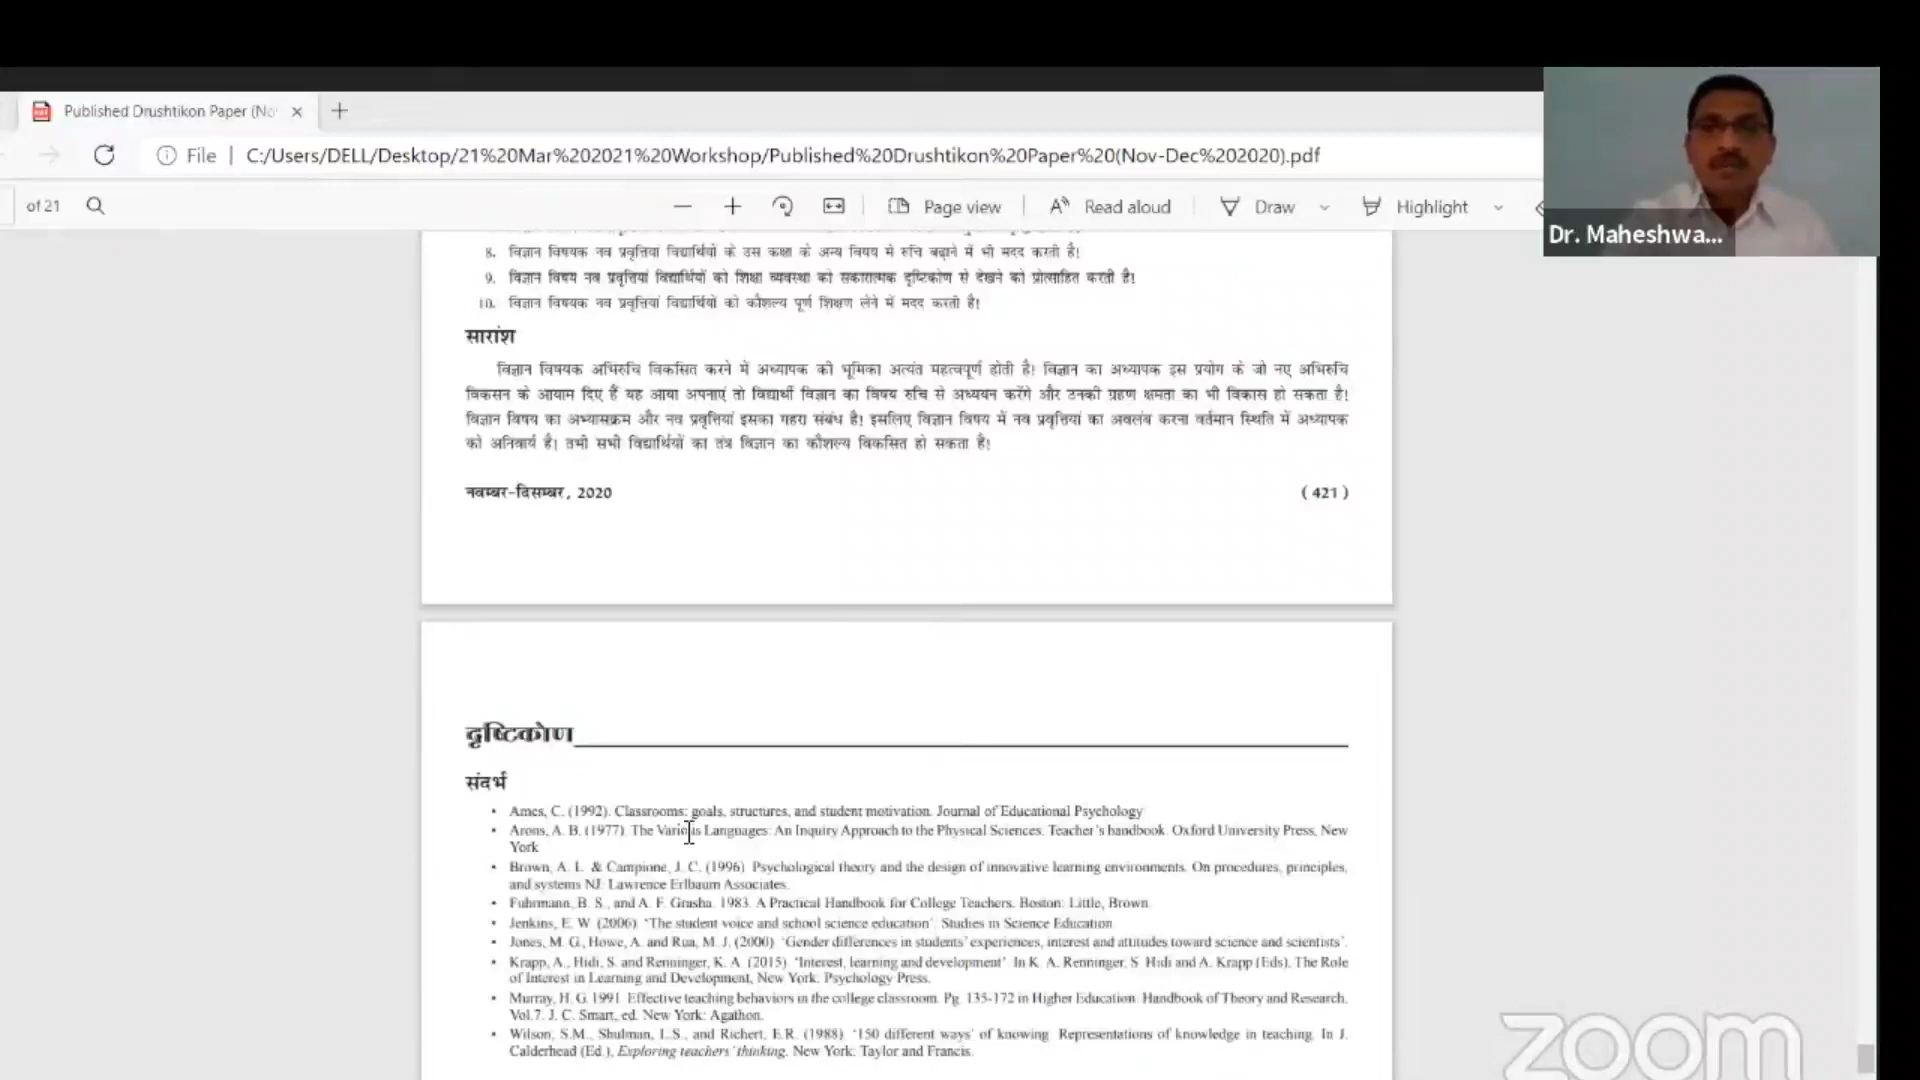 Published Drushtikon Paper (No
File
C:/Users/DELL/Desktop/21%20Mar%202021%20Workshop/Published%20Drushtikon%20Paper%20(Nov-Dec%202020).pdf
of 21
Page view
Read aloud
Draw
Highlight
Dr. Maheshwa...
8. विज्ञान विषयक नव प्रवृत्तियां विद्यार्थियों के उस कक्षा के अन्य विषय मे रुचि बढ़ाने में भी मदद करती है!
9. विज्ञान विषय नव प्रवृत्तियां विद्यार्थियों को शिक्षा व्यवस्था को सकारात्मक दृष्टिकोण से देखने को प्रोत्साहित करती है!
10. विज्ञान विषयक नव प्रवृत्तियां विद्यार्थियों को कौशल्य पूर्ण शिक्षण लेने में मदद करती है!
सारांश
विज्ञान विषयक अभिरुचि विकसित करने में अध्यापक की भूमिका अत्यंत महत्वपूर्ण होती है! विज्ञान का अध्यापक इस प्रयोग के जो नए अभिरुचि
विकसन के आयाम दिए हैं यह आया अपनाएं तो विद्यार्थी विज्ञान का विषय रुचि से अध्ययन करेंगे और उनकी ग्रहण क्षमता का भी विकास हो सकता है!
विज्ञान विषय का अभ्यासक्रम और नव प्रवृत्तियां इसका गहरा संबंध है! इसलिए विज्ञान विषय में नव प्रवृत्तियां का अवलंब करना वर्तमान स्थिति में अध्यापक
को अनिवार्य है। तभी सभी विद्यार्थियों का तंत्र विज्ञान का कौशल्य विकसित हो सकता है!
नवम्बर-दिसम्बर, 2020
( 421 )
दृष्टिकोण
संदर्भ
• Ames, C. (1992). Classrooms: goals, structures, and student motivation. Journal of Educational Psychology
• Arons, A. B. (1977). The Various Languages: An Inquiry Approach to the Physical Sciences. Teacher's handbook. Oxford University Press, New
York
• Brown, A. L. & Campione, J. C. (1996). Psychological theory and the design of innovative learning environments. On procedures, principles,
and systems NJ: Lawrence Erlbaum Associates.
• Fuhrmann, B. S., and A. F. Grasha. 1983. A Practical Handbook for College Teachers. Boston: Little, Brown.
• Jenkins, E. W. (2006). 'The student voice and school science education'. Studies in Science Education
• Jones, M. G., Howe, A. and Rua, M. J. (2000). 'Gender differences in students' experiences, interest and attitudes toward science and scientists'.
• Krapp, A., Hidi, S. and Renninger, K. A. (2015). 'Interest, learning and development'. In K. A. Renninger, S. Hidi and A. Krapp (Eds). The Role
of Interest in Learning and Development, New York: Psychology Press.
• Murray, H. G. 1991. Effective teaching behaviors in the college classroom. Pg. 135-172 in Higher Education. Handbook of Theory and Research.
Vol.7. J. C. Smart, ed. New York: Agathon.
• Wilson, S.M., Shulman, L.S., and Richert, E.R. (1988). '150 different ways' of knowing. Representations of knowledge in teaching. In J.
Calderhead (Ed.), Exploring teachers' thinking. New York: Taylor and Francis.
zoom